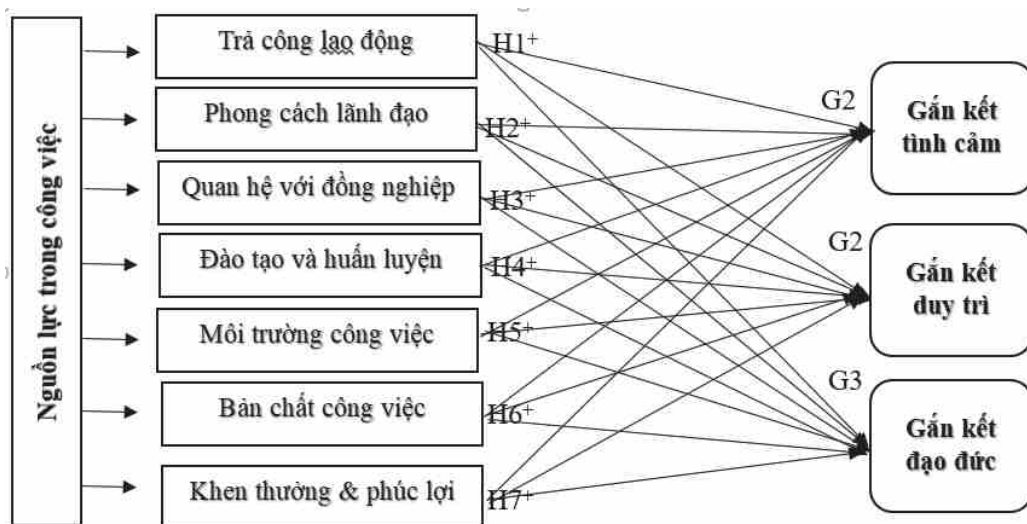 Nguồn lực trong công việc
Trả công lao động
H1+
Phong cách lãnh đạo
H2+
Quan hệ với đồng nghiệp
H3+
Đào tạo và huấn luyện
H4+
Môi trường công việc
H5+
Bản chất công việc
H6+
Khen thưởng & phúc lợi
H7+
G2
Gắn kết
tình cảm
G2
Gắn kết
duy trì
G3
Gắn kết
đạo đức